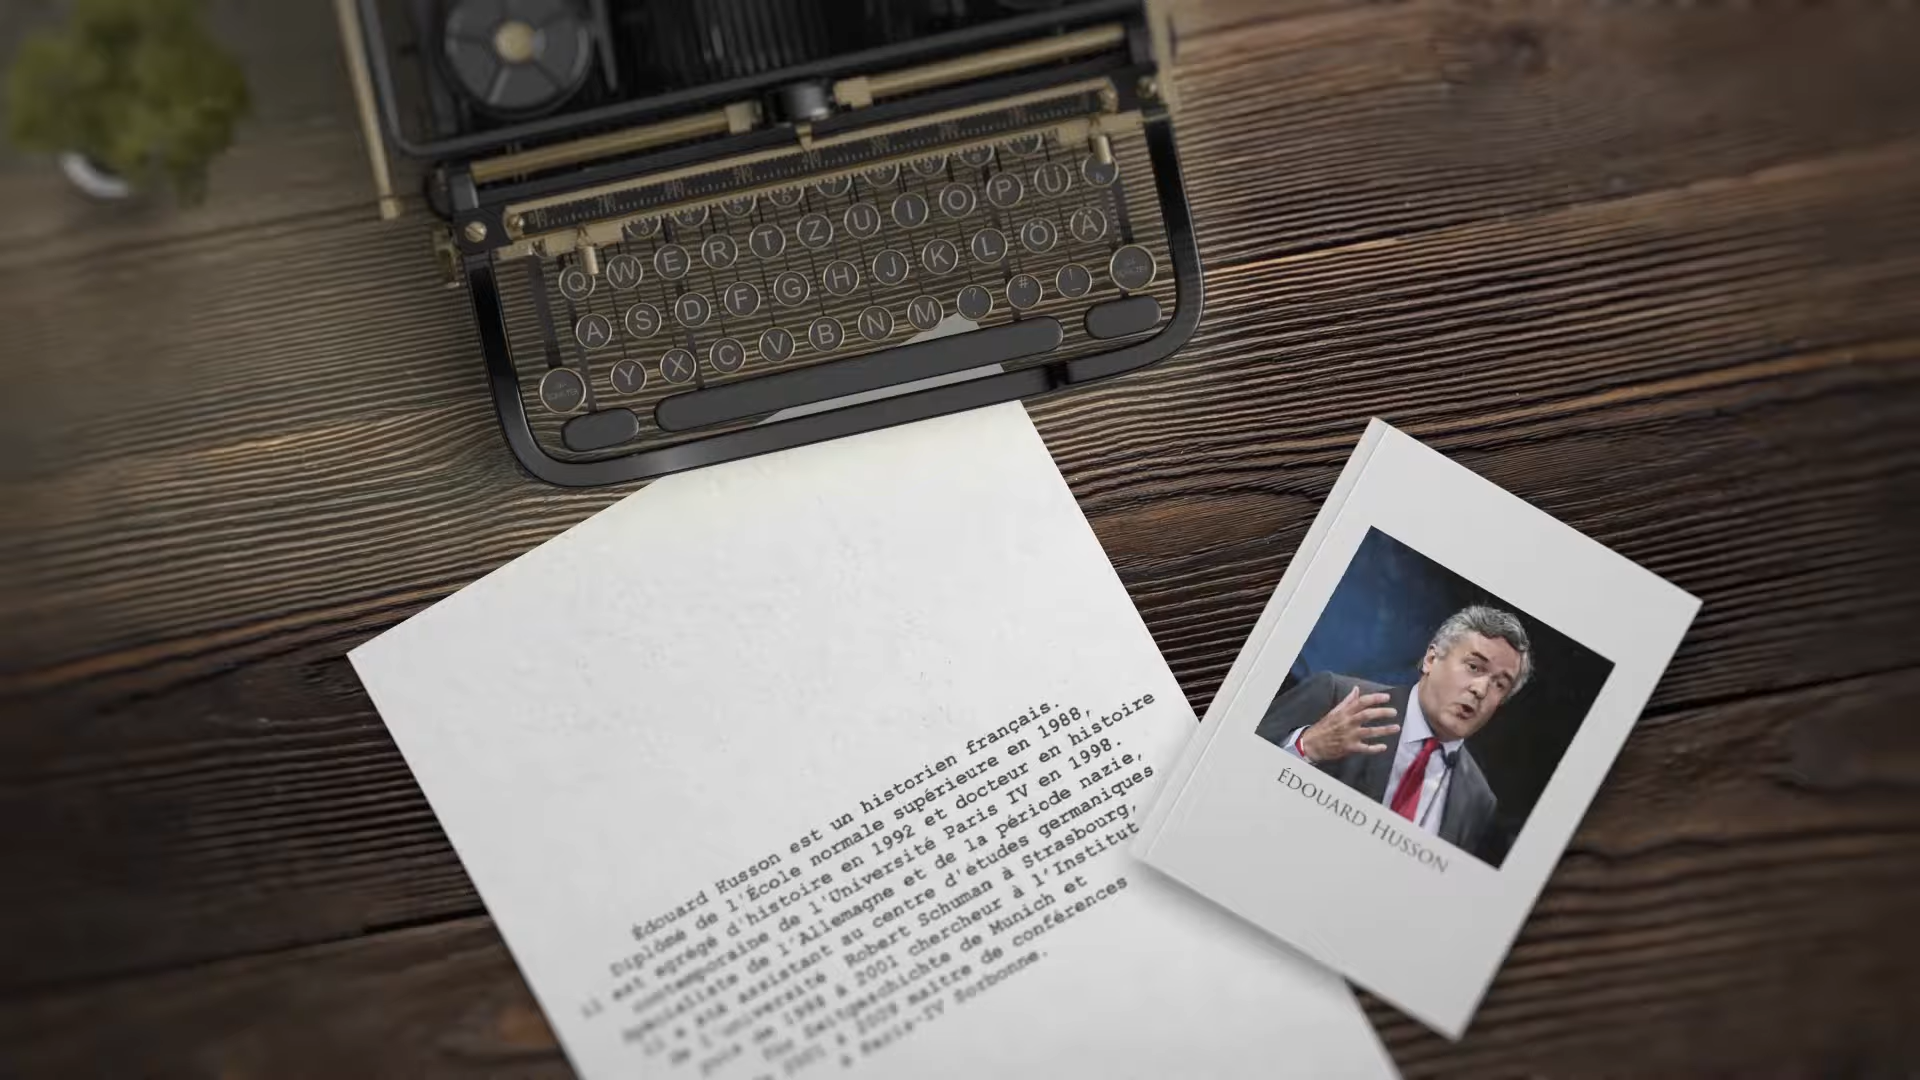 Q W E R T Z U I O P Ü
A S D F G H J K L Ö Ä
Y X C V B N M ? # !
Édouard Husson est un historien français.
Diplômé de l'École normale supérieure en 1988,
il est agrégé d'histoire en 1992 et docteur en histoire
contemporaine de l'Université Paris IV en 1998.
Spécialiste de l'Allemagne et de la période nazie,
il a été assistant au centre d'études germaniques
de l'université Robert Schuman à Strasbourg,
puis de 1999 à 2001 chercheur à l'Institut
für Zeitgeschichte de Munich et
de 2001 à 2009 maître de conférences
à Paris-IV Sorbonne.
ÉDOUARD HUSSON